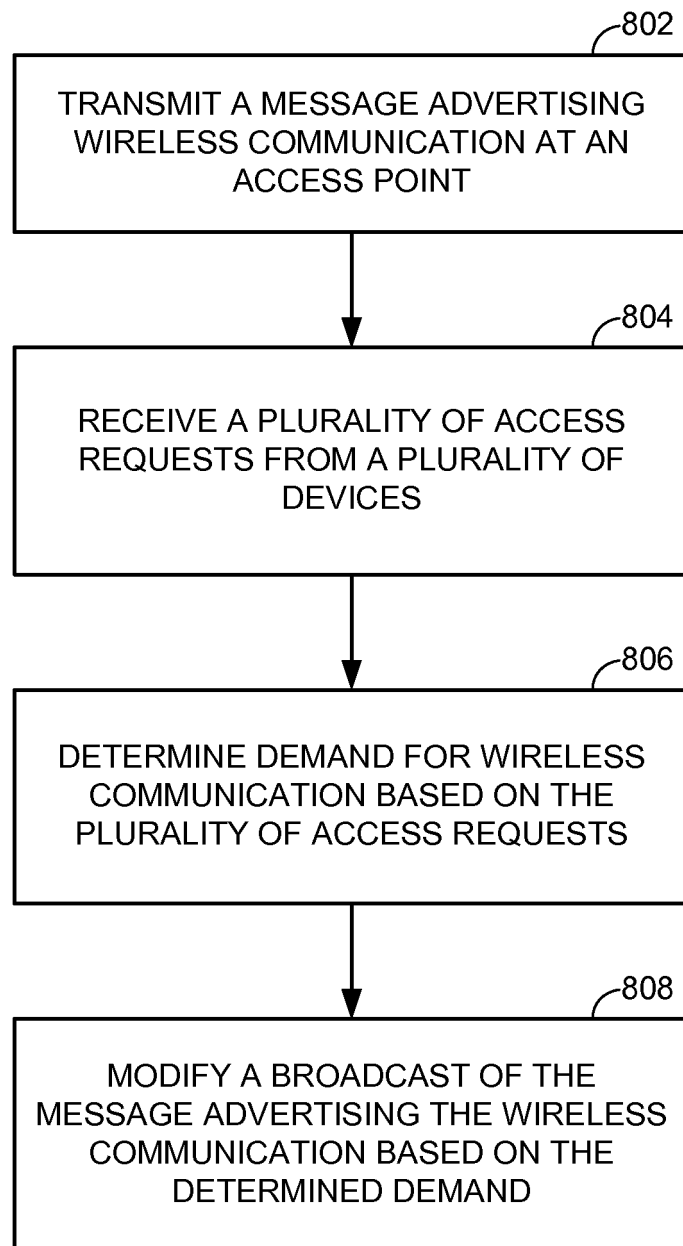 802
TRANSMIT A MESSAGE ADVERTISING
WIRELESS COMMUNICATION AT AN
ACCESS POINT
804
RECEIVE A PLURALITY OF ACCESS
REQUESTS FROM A PLURALITY OF
DEVICES
806
DETERMINE DEMAND FOR WIRELESS
COMMUNICATION BASED ON THE
PLURALITY OF ACCESS REQUESTS
808
MODIFY A BROADCAST OF THE
MESSAGE ADVERTISING THE WIRELESS
COMMUNICATION BASED ON THE
DETERMINED DEMAND